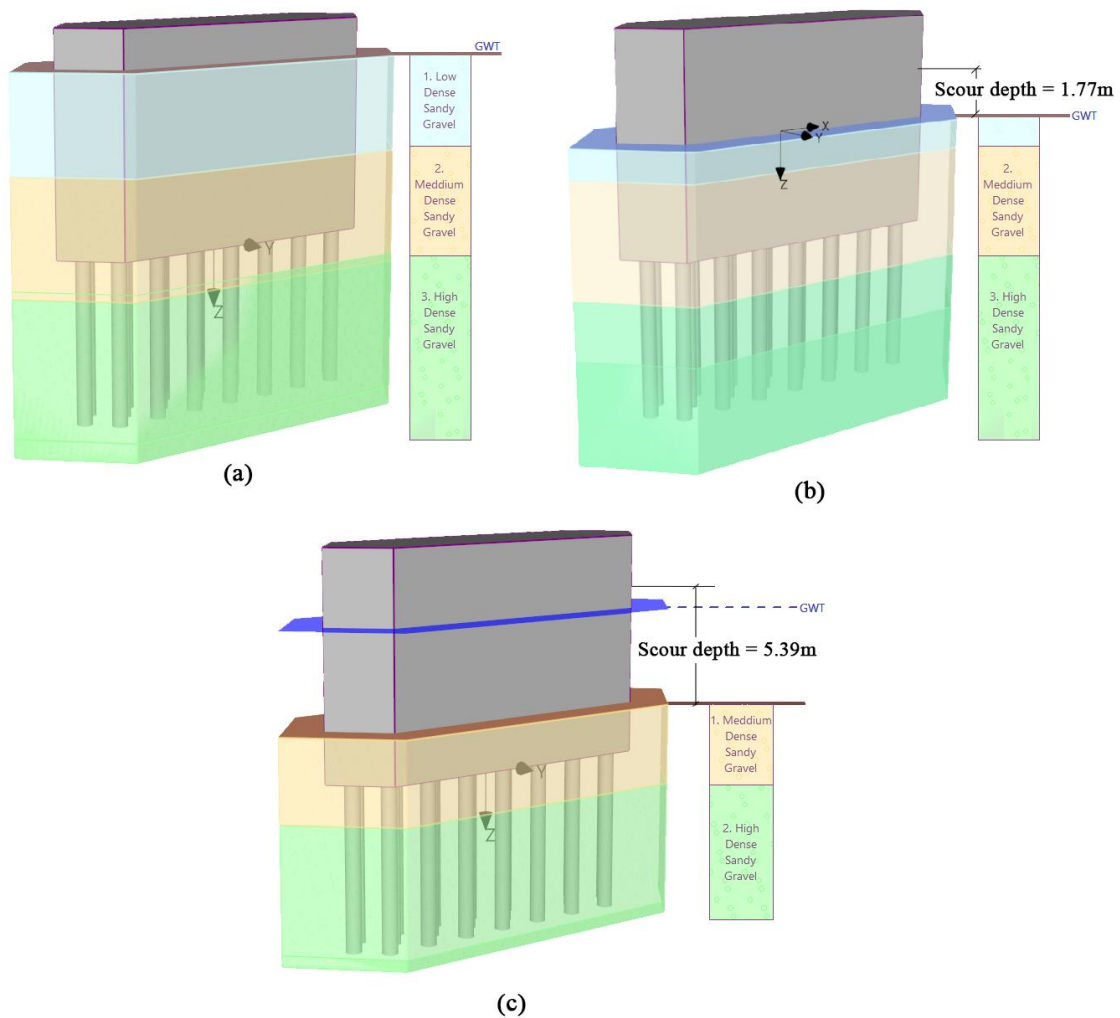 GWT
1. Low
Dense
Sandy
Gravel
2.
Meddium
Dense
Sandy
Gravel
3. High
Dense
Sandy
Gravel
Y
Z
(a)
Scour depth = 1.77m
GWT
X
Y
Z
2.
Meddium
Dense
Sandy
Gravel
3. High
Dense
Sandy
Gravel
(b)
GWT
Scour depth = 5.39m
1. Meddium
Dense
Sandy
Gravel
Y
Z
2. High
Dense
Sandy
Gravel
(c)